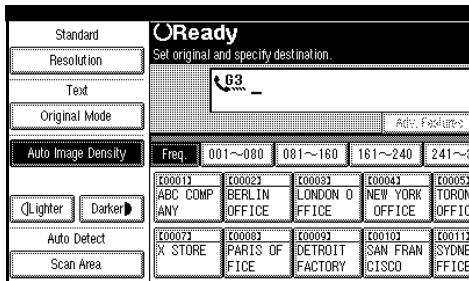 Standard
Resolution
Text
Original Mode
Auto Image Density
Lighter
Darker
Auto Detect
Scan Area
Ready
Set original and specify destination.
G3 _
Adv. Features
Freq.
001~080
081~160
161~240
241~
[0001]
ABC COMP
ANY
[0002]
BERLIN
OFFICE
[0003]
LONDON O
FFICE
[0004]
NEW YORK
OFFICE
[0005]
TORON
OFFIC
[0007]
X STORE
[0008]
PARIS OF
FICE
[0009]
DETROIT
FACTORY
[0010]
SAN FRAN
CISCO
[0011]
SYDNE
FFICE